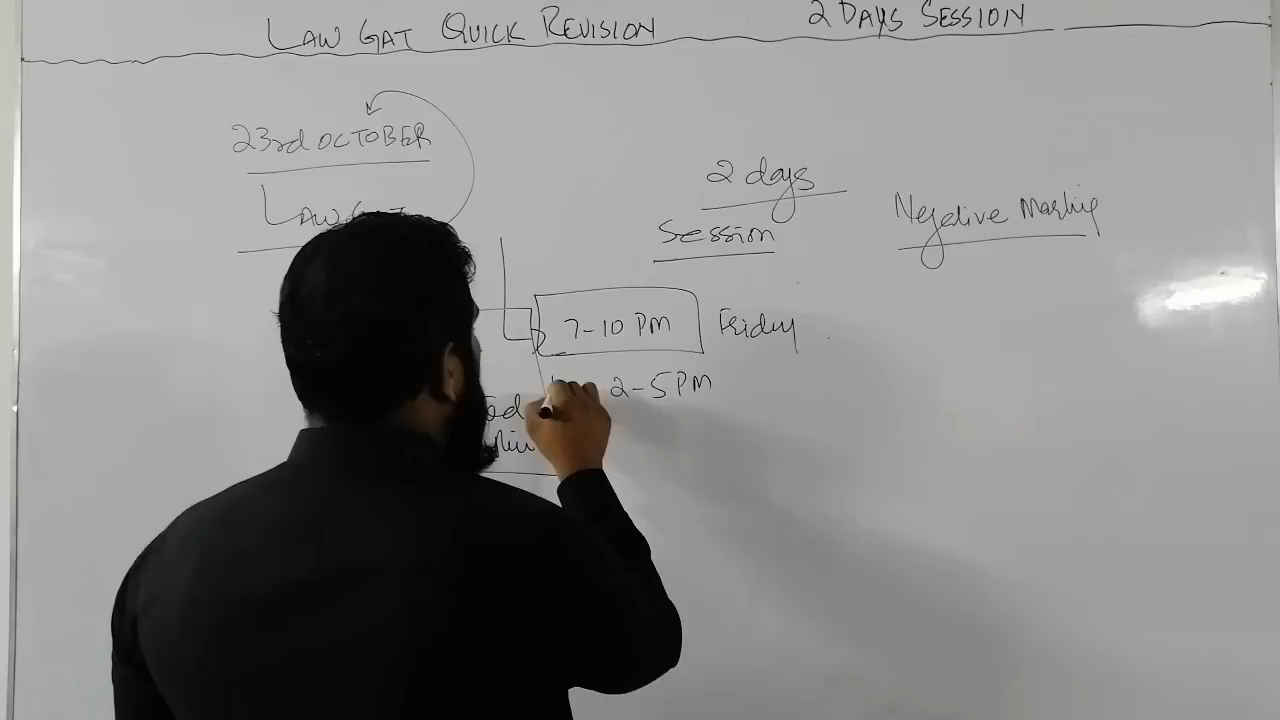 LAW GAT QUICK REVISION 2 DAYS SESSION
23rd OCTOBER
LAW GAT
2 days
Session
Negative Marking
7-10 PM Friday
2-5 PM